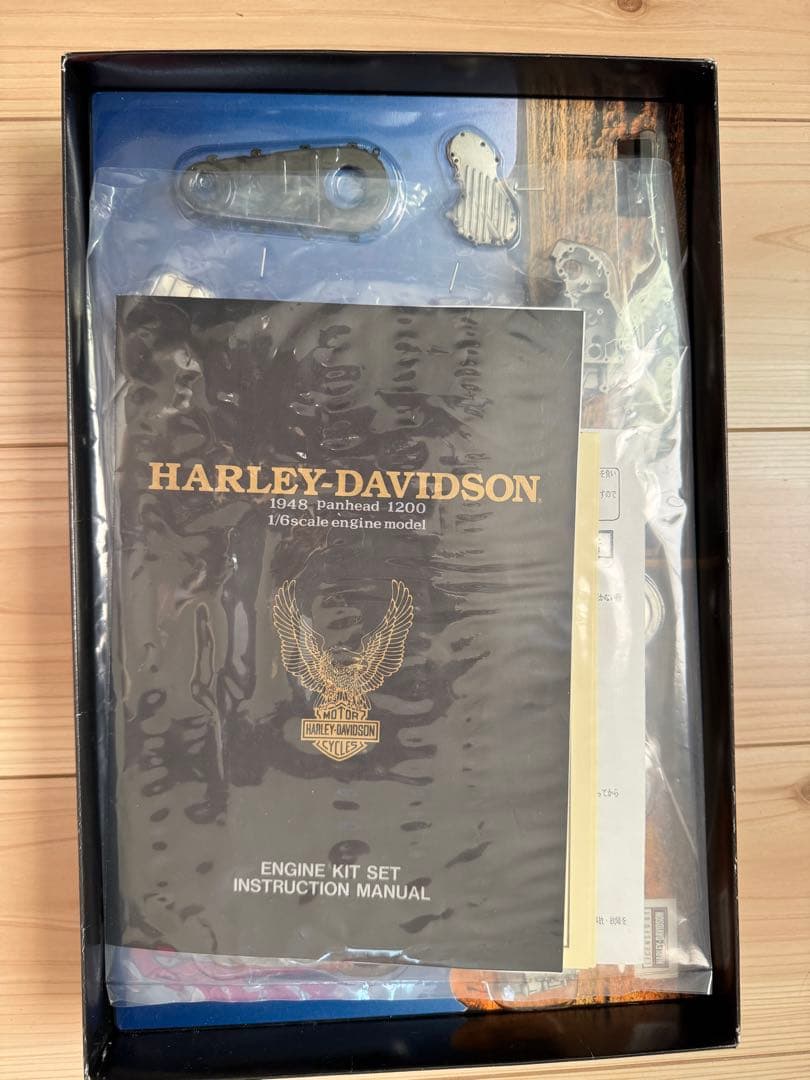 HARLEY-DAVIDSON
1948 panhead 1200
1/6scale engine model
MOTOR
HARLEY-DAVIDSON
CYCLES
ENGINE KIT SET
INSTRUCTION MANUAL